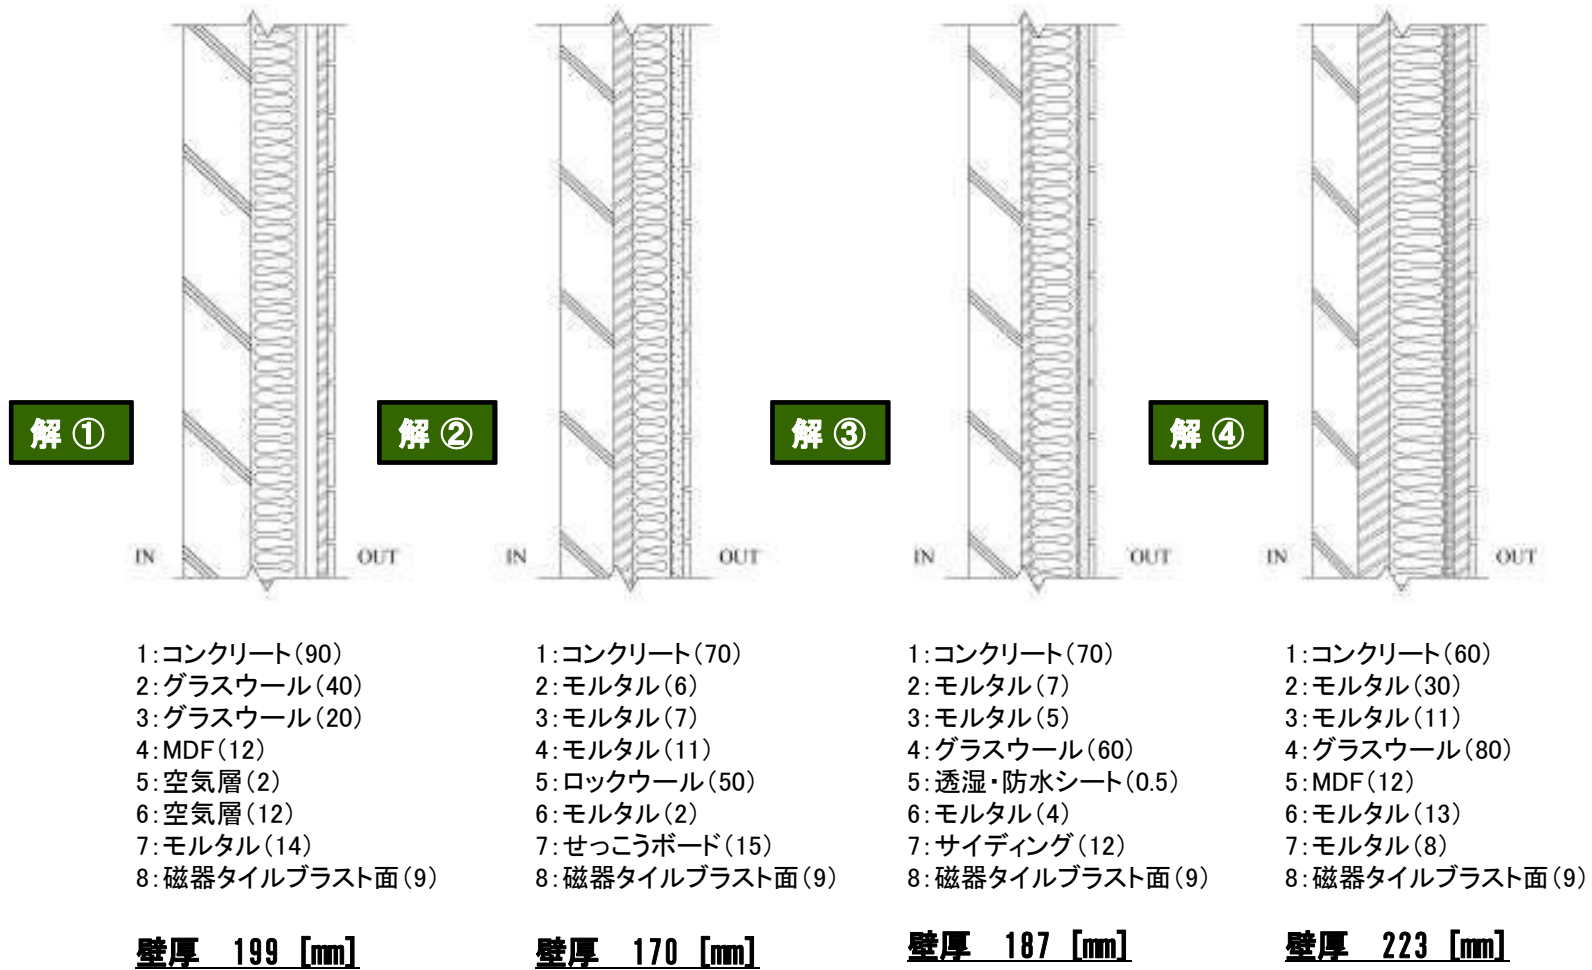 解 ①
IN
OUT
1:コンクリート(90)
2:グラスウール(40)
3:グラスウール(20)
4:MDF(12)
5:空気層(2)
6:空気層(12)
7:モルタル(14)
8:磁器タイルブラスト面(9)
壁厚 199 [mm]
解 ②
IN
OUT
1:コンクリート(70)
2:モルタル(6)
3:モルタル(7)
4:モルタル(11)
5:ロックウール(50)
6:モルタル(2)
7:せっこうボード(15)
8:磁器タイルブラスト面(9)
壁厚 170 [mm]
解 ③
IN
OUT
1:コンクリート(70)
2:モルタル(7)
3:モルタル(5)
4:グラスウール(60)
5:透湿・防水シート(0.5)
6:モルタル(4)
7:サイディング(12)
8:磁器タイルブラスト面(9)
壁厚 187 [mm]
解 ④
IN
OUT
1:コンクリート(60)
2:モルタル(30)
3:モルタル(11)
4:グラスウール(80)
5:MDF(12)
6:モルタル(13)
7:モルタル(8)
8:磁器タイルブラスト面(9)
壁厚 223 [mm]